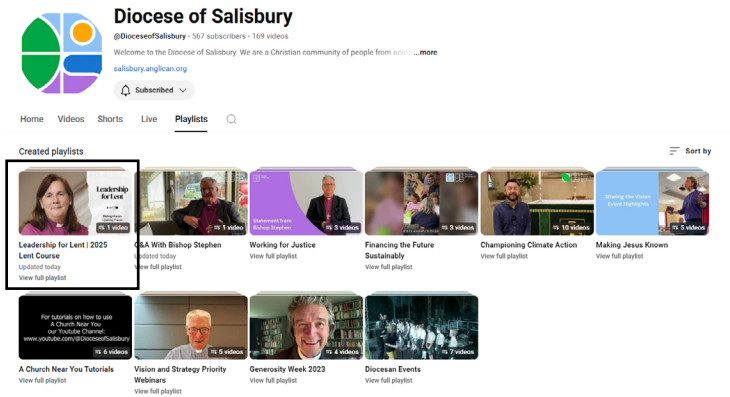 Diocese of Salisbury
@DioceseofSalisbury · 567 subscribers · 169 videos
Welcome to the Diocese of Salisbury. We are a Christian community of people from ...more
salisbury.anglican.org
Subscribed
Home Videos Shorts Live Playlists
Created playlists
Sort by
Leadership
for Lent
1 video
Leadership for Lent | 2025
Lent Course
Updated today
View full playlist
1 video
Q&A With Bishop Stephen
Updated today
View full playlist
Statement from
Bishop Stephen
3 videos
Working for Justice
View full playlist
3 videos
Financing the Future
Sustainably
View full playlist
10 videos
Championing Climate Action
View full playlist
Sharing the Vision
Event Highlights
5 videos
Making Jesus Known
View full playlist
For tutorials on how to use
A Church Near You
our Youtube Channel:
www.youtube.com/@DioceseofSalisbury
6 videos
A Church Near You Tutorials
View full playlist
5 videos
Vision and Strategy Priority
Webinars
View full playlist
4 videos
Generosity Week 2023
View full playlist
7 videos
Diocesan Events
View full playlist